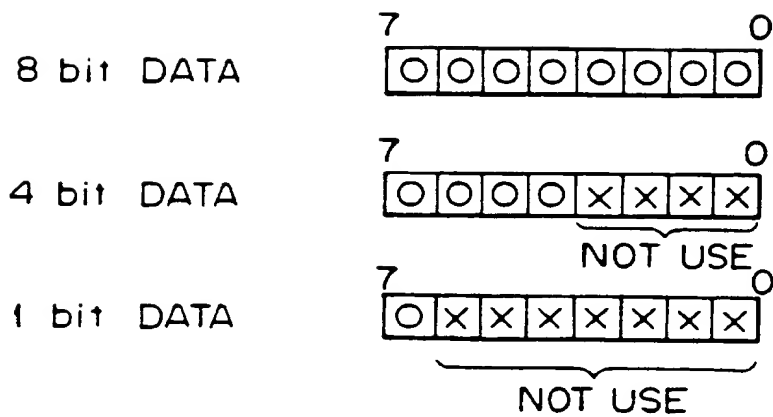 7 0
8 bit DATA ○ ○ ○ ○ ○ ○ ○ ○
7 0
4 bit DATA ○ ○ ○ ○ × × × ×
NOT USE
7 0
1 bit DATA ○ × × × × × × ×
NOT USE